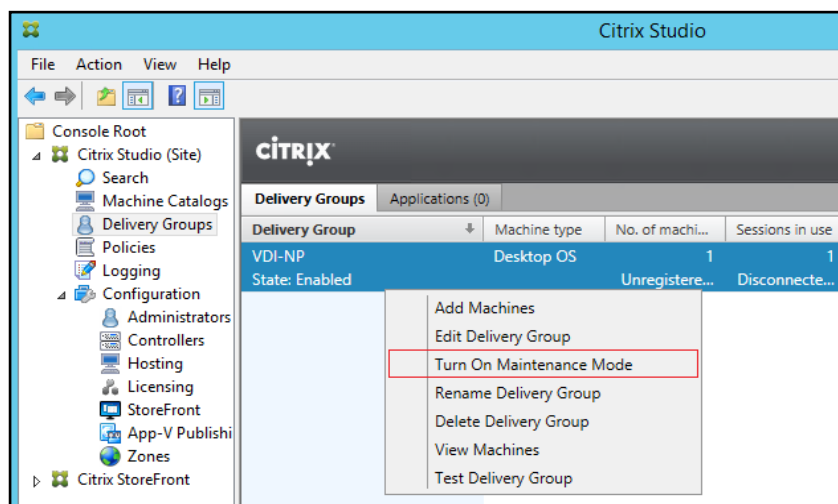 Citrix Studio
File Action View Help
Console Root
Citrix Studio (Site)
Search
Machine Catalogs
Delivery Groups
Policies
Logging
Configuration
Administrators
Controllers
Hosting
Licensing
StoreFront
App-V Publishi
Zones
Citrix StoreFront
CİTRIX
Delivery Groups Applications (0)
Delivery Group Machine type No. of machi... Sessions in use
VDI-NP Desktop OS 1 1
State: Enabled Unregistere... Disconnecte...
Add Machines
Edit Delivery Group
Turn On Maintenance Mode
Rename Delivery Group
Delete Delivery Group
View Machines
Test Delivery Group